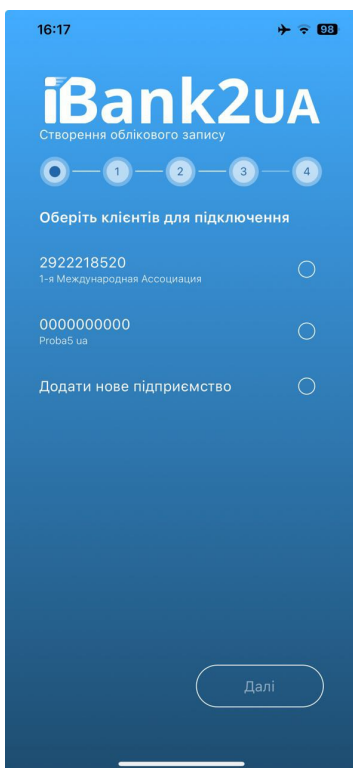 16:17
98
iBank2UA
Створення облікового запису
1
2
3
4
Оберіть клієнтів для підключення
2922218520
1-я Международная Ассоциация
0000000000
Proba5 ua
Додати нове підприємство
Далі